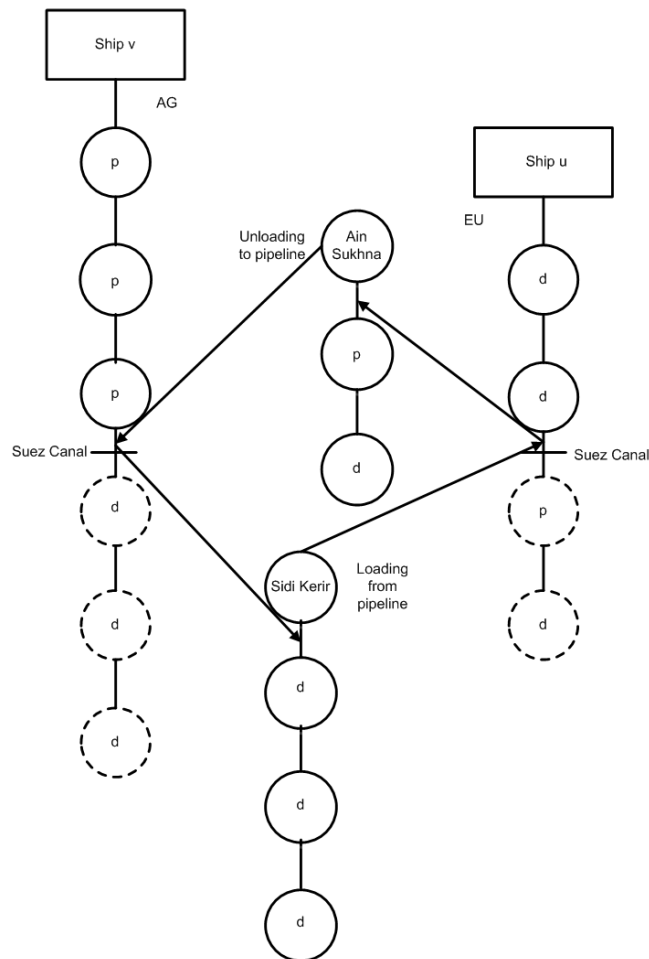 Ship v
AG
p
p
p
Suez Canal
d
d
d
Unloading
to pipeline
Ain
Sukhna
p
d
Sidi Kerir
Loading
from
pipeline
d
d
d
Ship u
EU
d
d
Suez Canal
p
d